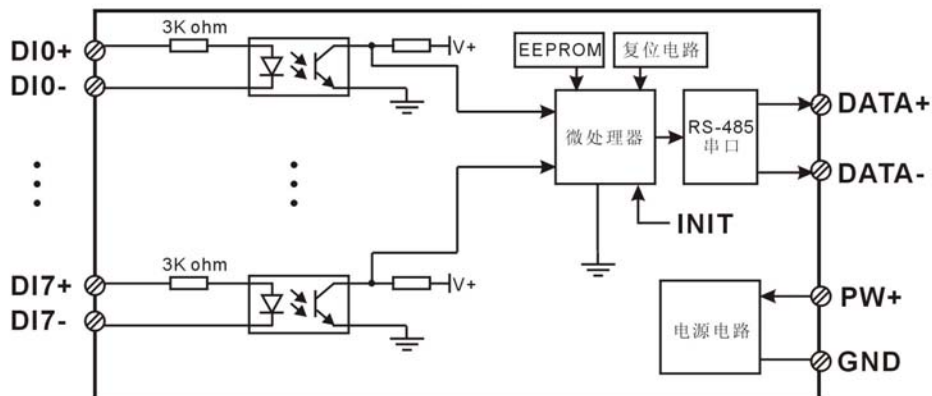 3K ohm
DI0+
DI0-
V+
EEPROM
复位电路
微处理器
RS-485
串口
DATA+
DATA-
INIT
3K ohm
DI7+
DI7-
V+
电源电路
PW+
GND